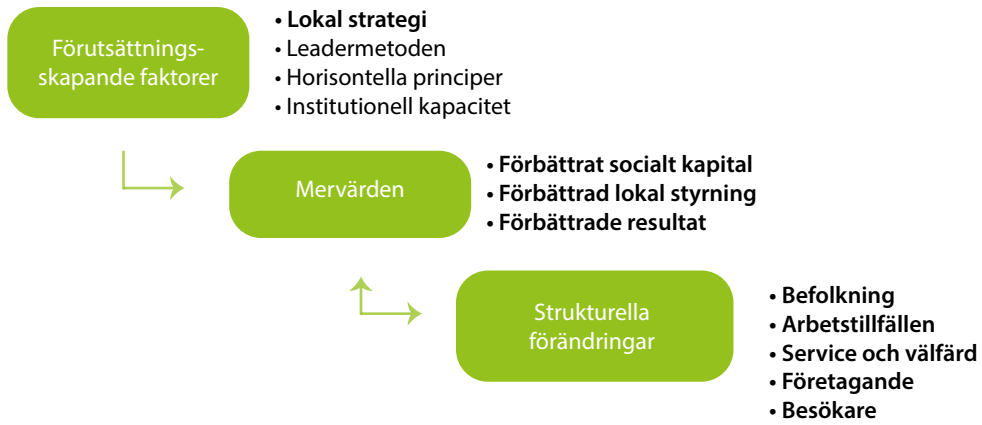 Förutsättnings-
skapande faktorer
• Lokal strategi
• Leadermetoden
• Horisontella principer
• Institutionell kapacitet
Mervärden
• Förbättrat socialt kapital
• Förbättrad lokal styrning
• Förbättrade resultat
Strukturella
förändringar
• Befolkning
• Arbetstillfällen
• Service och välfärd
• Företagande
• Besökare